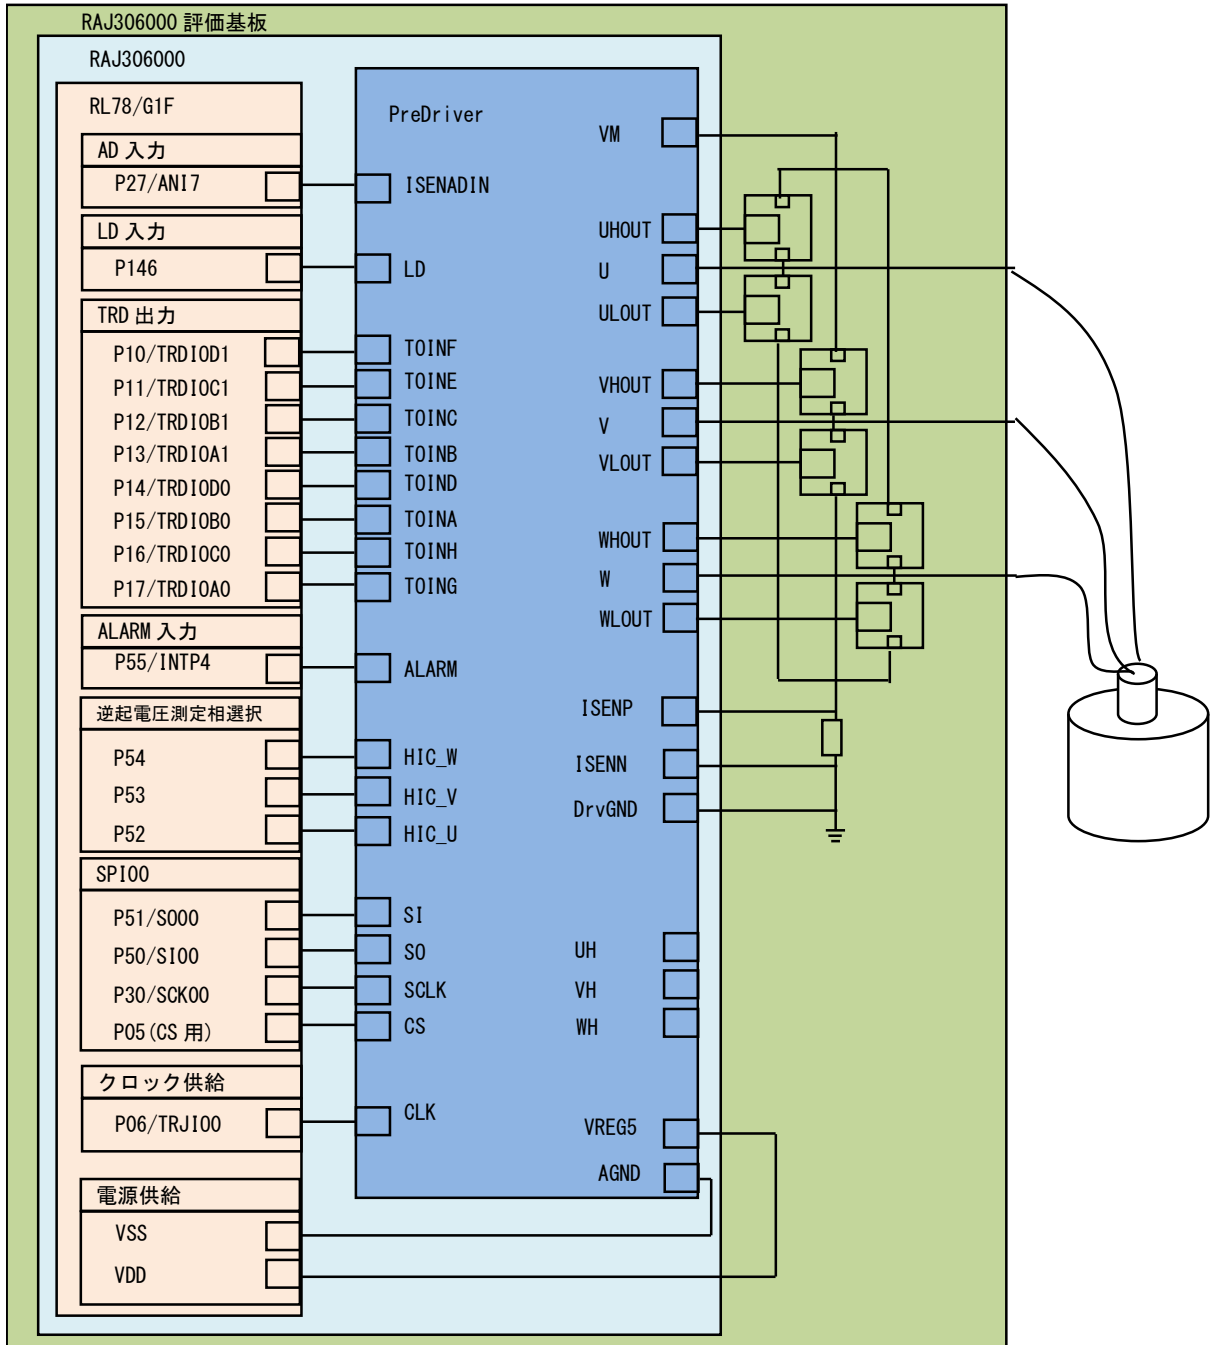 RAJ306000 評価基板
RAJ306000
RL78/G1F
AD 入力
P27/ANI7
LD 入力
P146
TRD 出力
P10/TRDIOD1
P11/TRDIOC1
P12/TRDIOB1
P13/TRDIOA1
P14/TRDIOD0
P15/TRDIOB0
P16/TRDIOC0
P17/TRDIOA0
ALARM 入力
P55/INTP4
逆起電圧測定相選択
P54
P53
P52
SPI00
P51/SO00
P50/SI00
P30/SCK00
P05(CS 用)
クロック供給
P06/TRJIO0
電源供給
VSS
VDD
PreDriver
ISENADIN
LD
TOINF
TOINE
TOINC
TOINB
TOIND
TOINA
TOINH
TOING
ALARM
HIC_W
HIC_V
HIC_U
SI
SO
SCLK
CS
CLK
VM
UHOUT
U
ULOUT
VHOUT
V
VLOUT
WHOUT
W
WLOUT
ISENP
ISENN
DrvGND
UH
VH
WH
VREG5
AGND